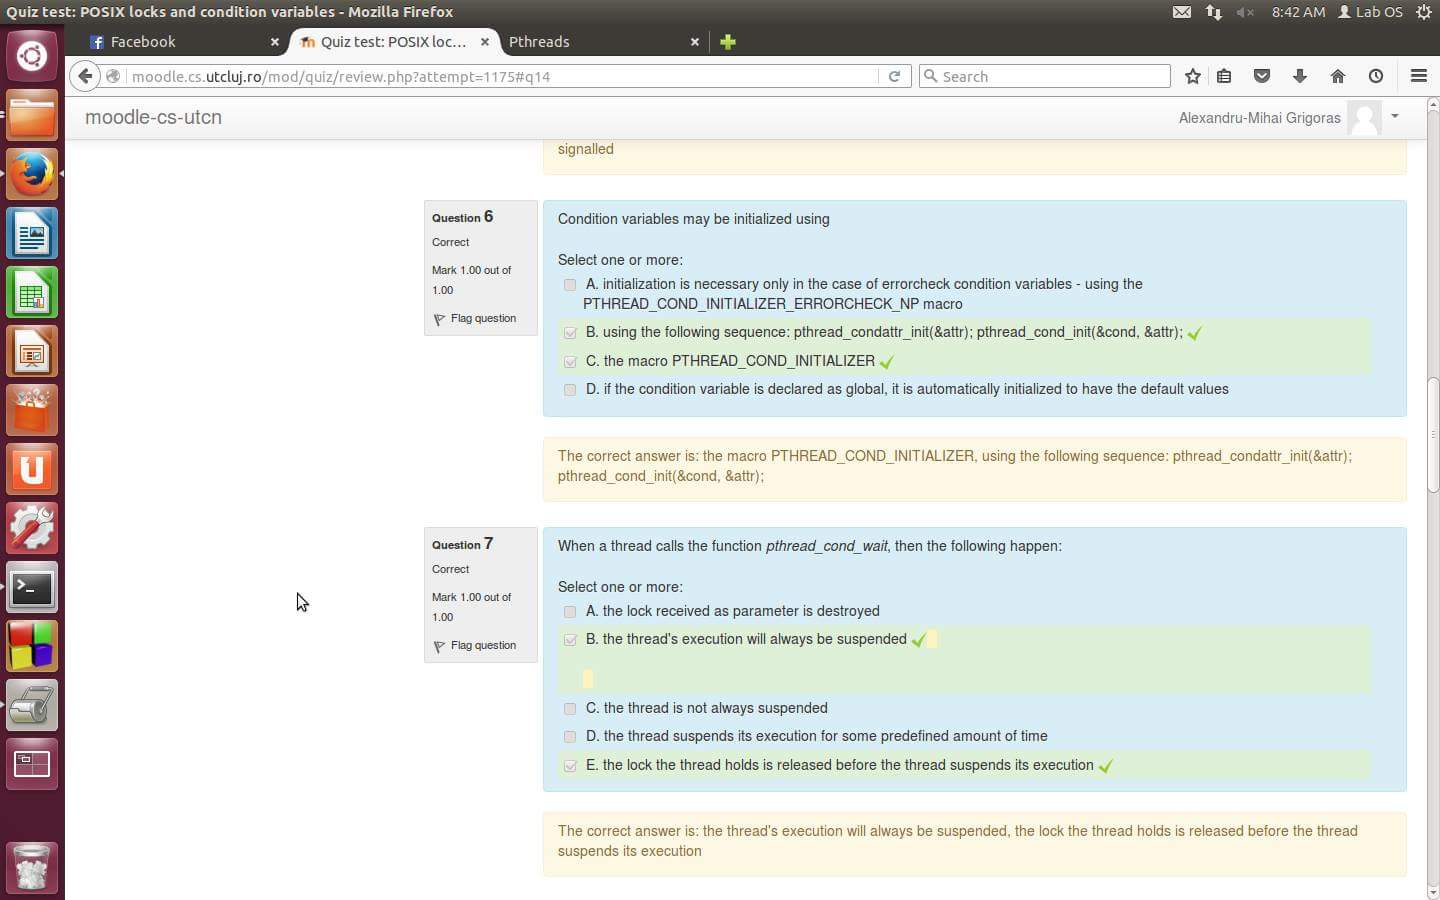 Quiz test: POSIX locks and condition variables - Mozilla Firefox
8:42 AM
Lab OS
Facebook
Quiz test: POSIX loc...
Pthreads
moodle.cs.utcluj.ro/mod/quiz/review.php?attempt=1175#q14
Search
moodle-cs-utcn
Alexandru-Mihai Grigoras
signalled
Question 6
Correct
Mark 1.00 out of
1.00
Flag question
Condition variables may be initialized using
Select one or more:
A. initialization is necessary only in the case of errorcheck condition variables - using the
PTHREAD_COND_INITIALIZER_ERRORCHECK_NP macro
B. using the following sequence: pthread_condattr_init(&attr); pthread_cond_init(&cond, &attr);
C. the macro PTHREAD_COND_INITIALIZER
D. if the condition variable is declared as global, it is automatically initialized to have the default values
The correct answer is: the macro PTHREAD_COND_INITIALIZER, using the following sequence: pthread_condattr_init(&attr);
pthread_cond_init(&cond, &attr);
Question 7
Correct
Mark 1.00 out of
1.00
Flag question
When a thread calls the function pthread_cond_wait, then the following happen:
Select one or more:
A. the lock received as parameter is destroyed
B. the thread's execution will always be suspended
C. the thread is not always suspended
D. the thread suspends its execution for some predefined amount of time
E. the lock the thread holds is released before the thread suspends its execution
The correct answer is: the thread's execution will always be suspended, the lock the thread holds is released before the thread
suspends its execution